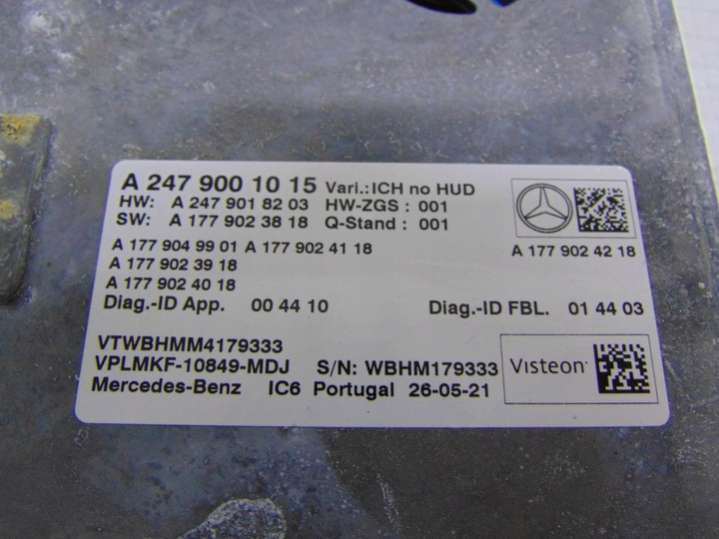 A 247 900 10 15 Vari.:ICH no HUD
HW: A 247 901 82 03 HW-ZGS : 001
SW: A 177 902 38 18 Q-Stand : 001
A 177 904 99 01 A 177 902 41 18
A 177 902 42 18
A 177 902 39 18
A 177 902 40 18
Diag.-ID App. 00 44 10 Diag.-ID FBL. 01 44 03
VTWBHMM4179333
VPLMKF-10849-MDJ S/N: WBHM179333
Mercedes-Benz IC6 Portugal 26-05-21
Visteon